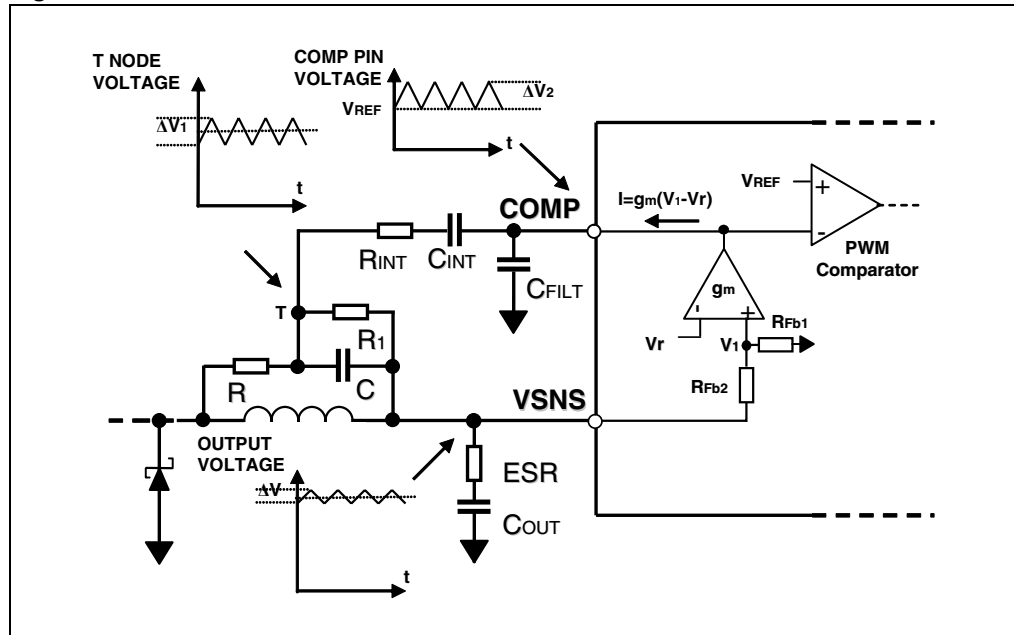 T NODE
VOLTAGE
ΔV1
t
COMP PIN
VOLTAGE
VREF
ΔV2
t
COMP
I=gm(V1-Vr)
VREF
+
-
PWM
Comparator
RINT
CINT
CFILT
gm
-
+
T
R1
Vr
V1
RFb1
R
C
RFb2
VSNS
OUTPUT
VOLTAGE
ΔV
t
ESR
COUT